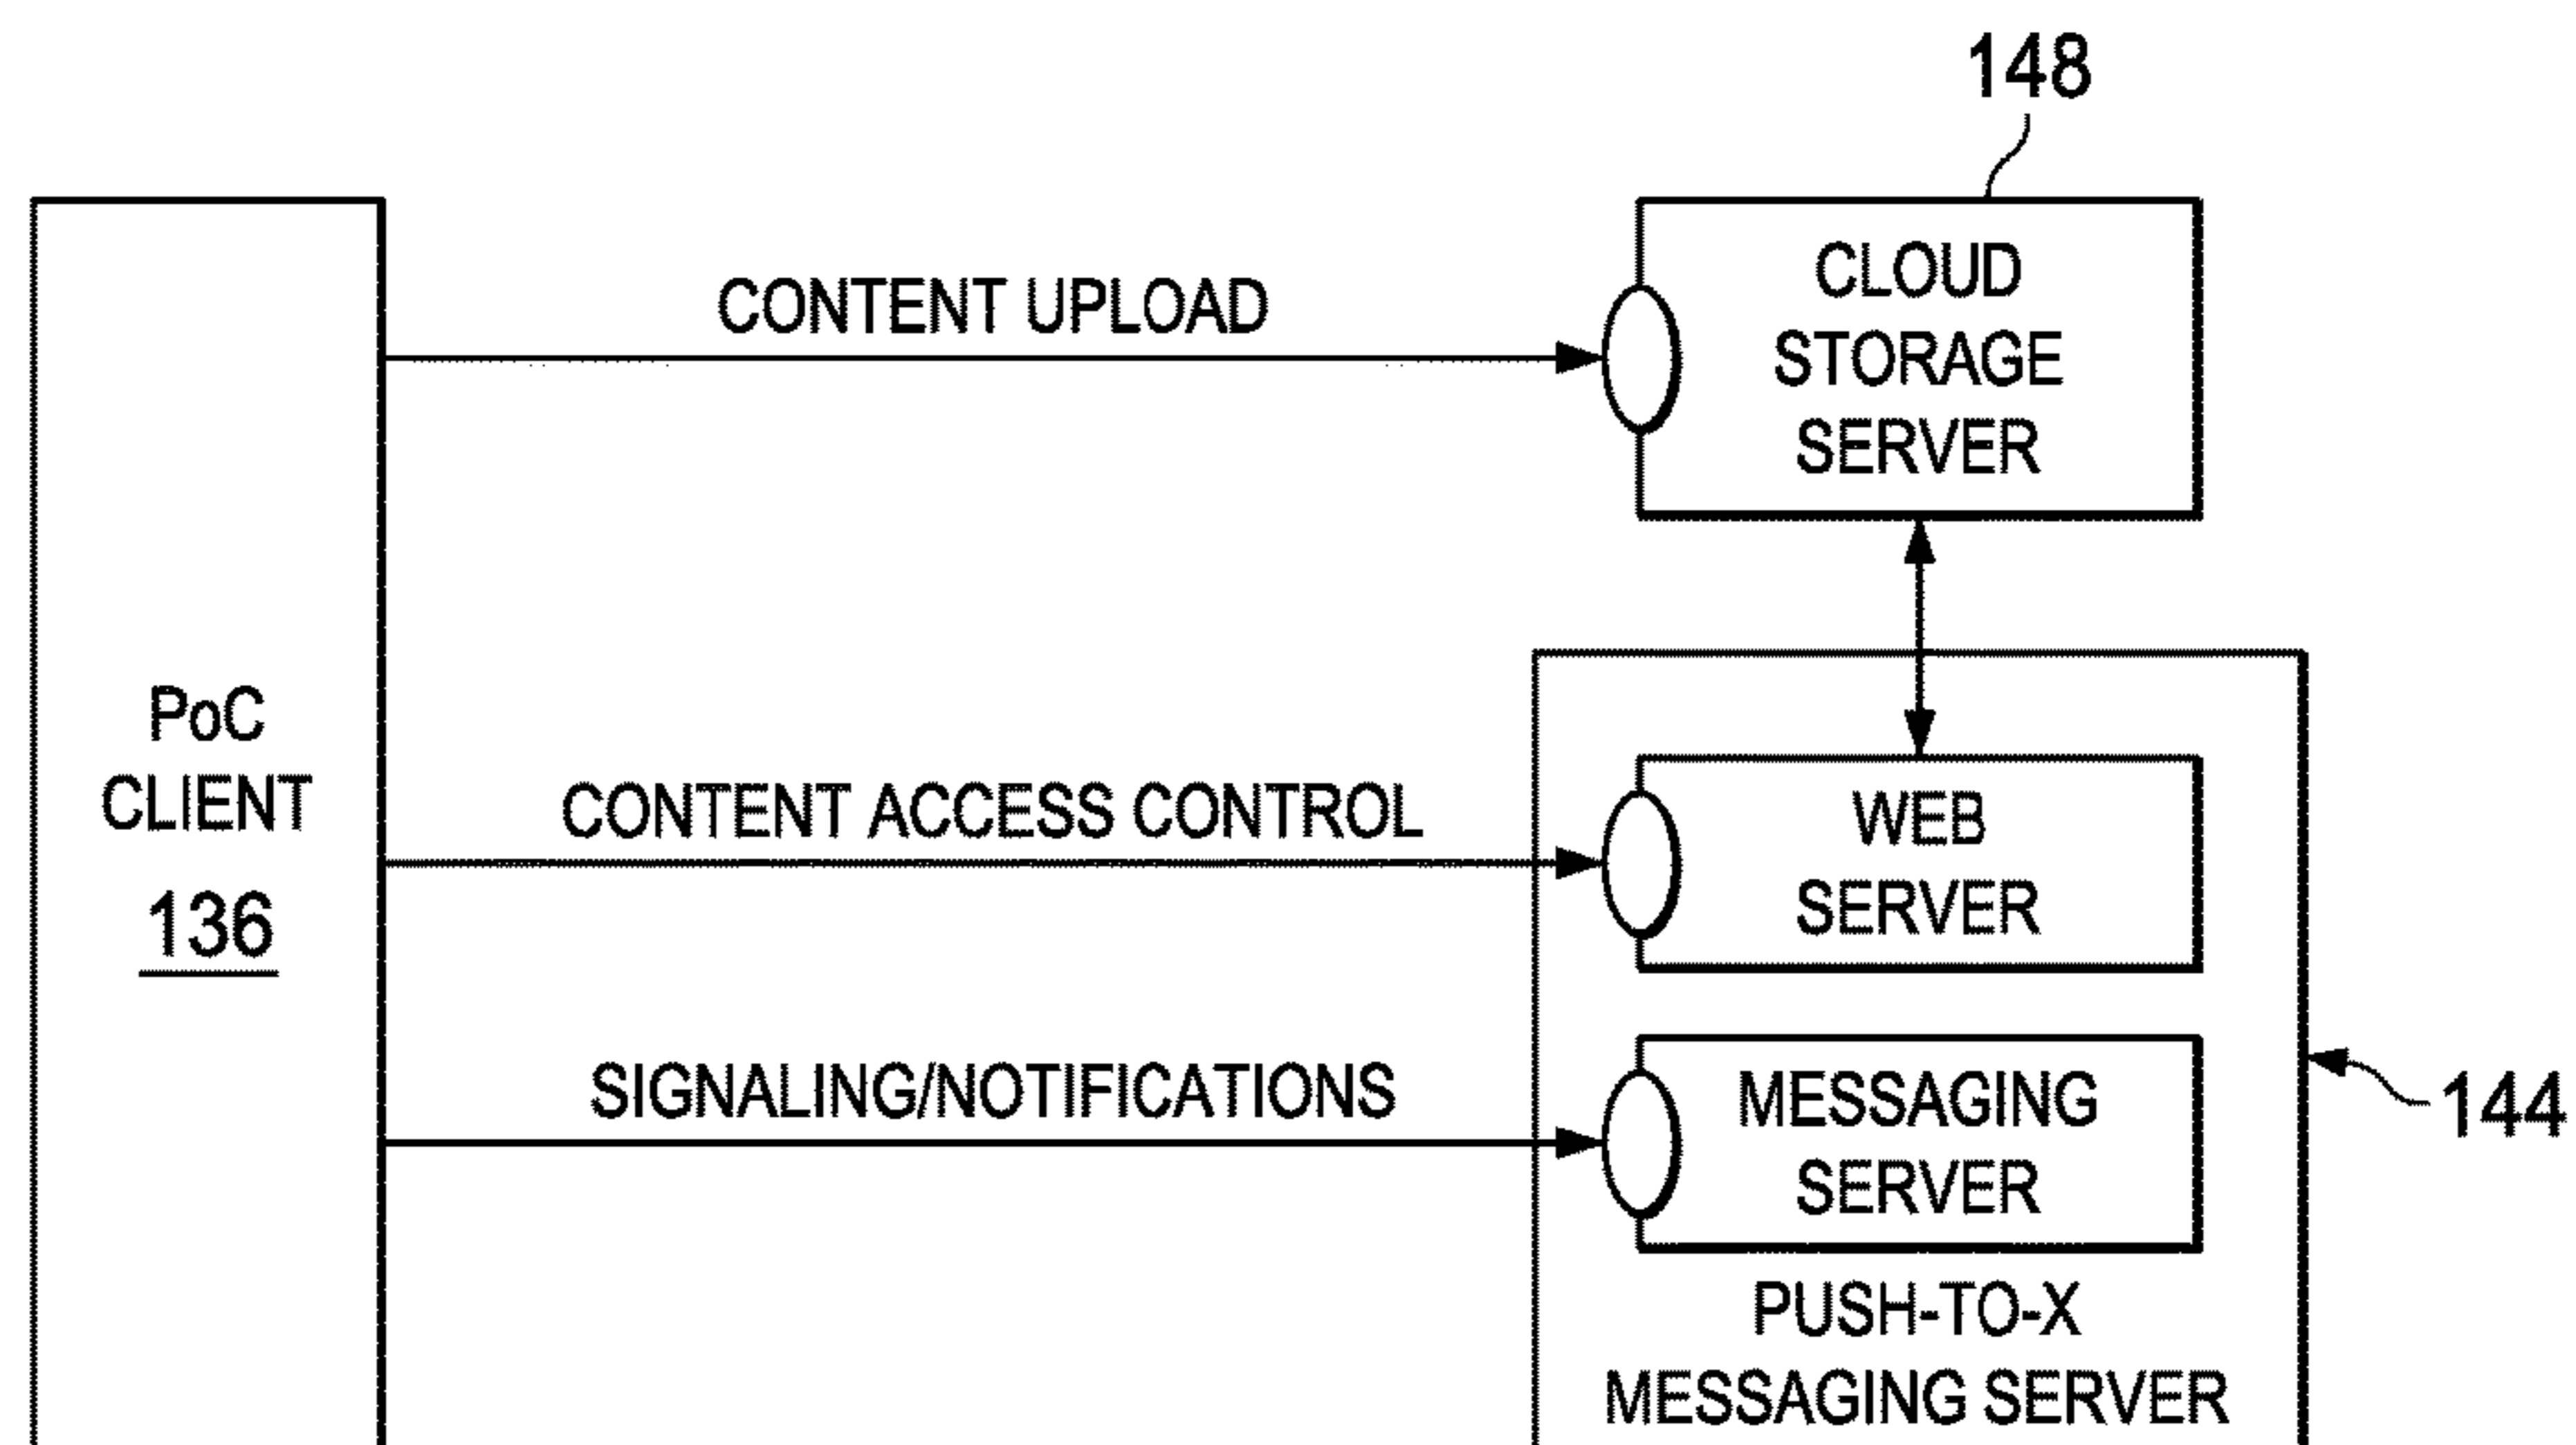 148
CLOUD
STORAGE
SERVER
CONTENT UPLOAD
PoC
CLIENT
136
CONTENT ACCESS CONTROL
WEB
SERVER
SIGNALING/NOTIFICATIONS
MESSAGING
SERVER
144
PUSH-TO-X
MESSAGING SERVER